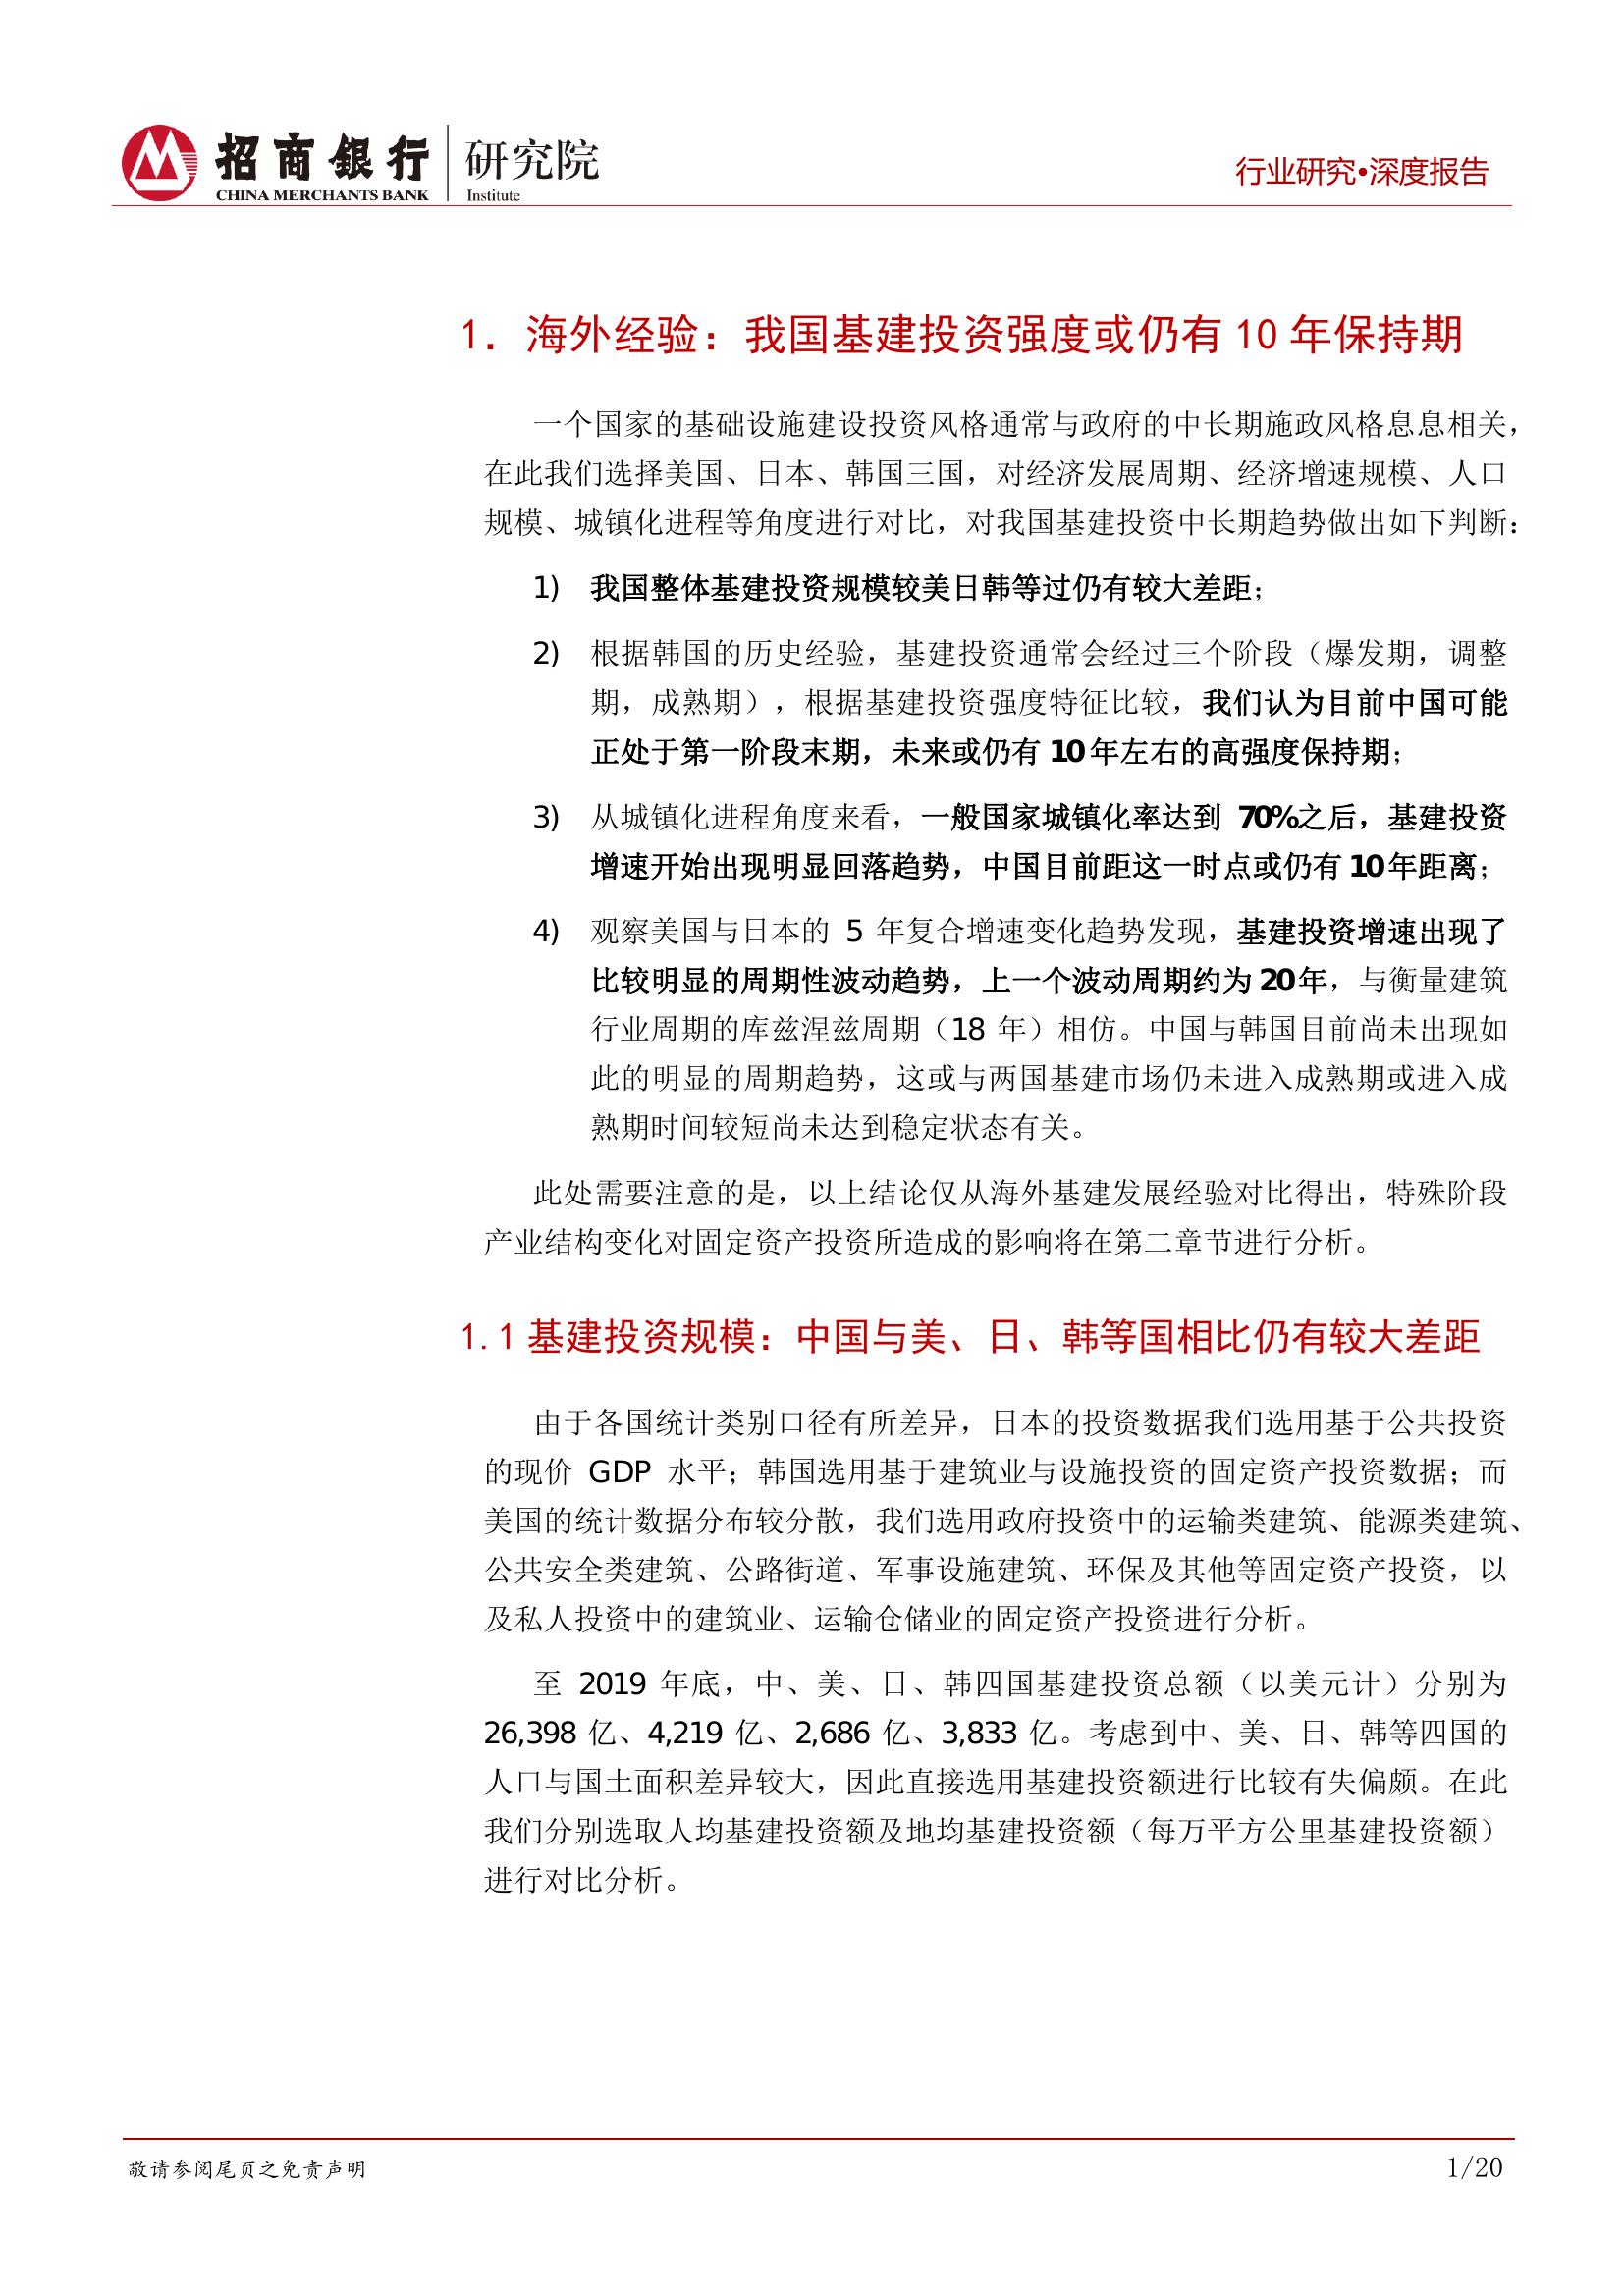 招商銀行 研究院
CHINA MERCHANTS BANK Institute
行业研究•深度报告
1. 海外经验：我国基建投资强度或仍有 10 年保持期
一个国家的基础设施建设投资风格通常与政府的中长期施政风格息息相关，
在此我们选择美国、日本、韩国三国，对经济发展周期、经济增速规模、人口
规模、城镇化进程等角度进行对比，对我国基建投资中长期趋势做出如下判断：
1) 我国整体基建投资规模较美日韩等过仍有较大差距；
2) 根据韩国的历史经验，基建投资通常会经过三个阶段（爆发期，调整
期，成熟期），根据基建投资强度特征比较，我们认为目前中国可能
正处于第一阶段末期，未来或仍有 10 年左右的高强度保持期；
3) 从城镇化进程角度来看，一般国家城镇化率达到 70%之后，基建投资
增速开始出现明显回落趋势，中国目前距这一时点或仍有 10 年距离；
4) 观察美国与日本的 5 年复合增速变化趋势发现，基建投资增速出现了
比较明显的周期性波动趋势，上一个波动周期约为 20 年，与衡量建筑
行业周期的库兹涅兹周期（18 年）相仿。中国与韩国目前尚未出现如
此的明显的周期趋势，这或与两国基建市场仍未进入成熟期或进入成
熟期时间较短尚未达到稳定状态有关。
此处需要注意的是，以上结论仅从海外基建发展经验对比得出，特殊阶段
产业结构变化对固定资产投资所造成的影响将在第二章节进行分析。
1.1 基建投资规模：中国与美、日、韩等国相比仍有较大差距
由于各国统计类别口径有所差异，日本的投资数据我们选用基于公共投资
的现价 GDP 水平；韩国选用基于建筑业与设施投资的固定资产投资数据；而
美国的统计数据分布较分散，我们选用政府投资中的运输类建筑、能源类建筑、
公共安全类建筑、公路街道、军事设施建筑、环保及其他等固定资产投资，以
及私人投资中的建筑业、运输仓储业的固定资产投资进行分析。
至 2019 年底，中、美、日、韩四国基建投资总额（以美元计）分别为
26,398 亿、4,219 亿、2,686 亿、3,833 亿。考虑到中、美、日、韩等四国的
人口与国土面积差异较大，因此直接选用基建投资额进行比较有失偏颇。在此
我们分别选取人均基建投资额及地均基建投资额（每万平方公里基建投资额）
进行对比分析。
敬请参阅尾页之免责声明
1/20